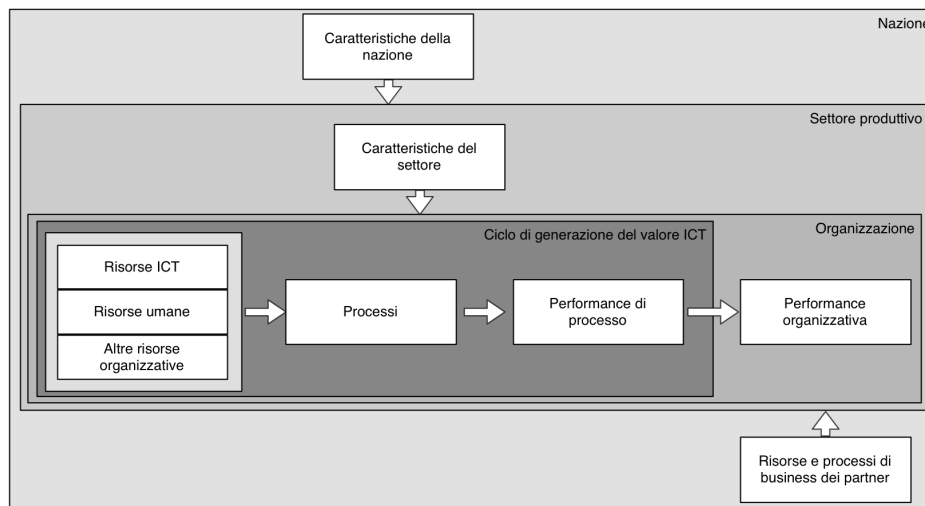 Nazione
Caratteristiche della
nazione
Settore produttivo
Caratteristiche del
settore
Organizzazione
Ciclo di generazione del valore ICT
Risorse ICT
Risorse umane
Altre risorse
organizzative
Processi
Performance di
processo
Performance
organizzativa
Risorse e processi di
business dei partner